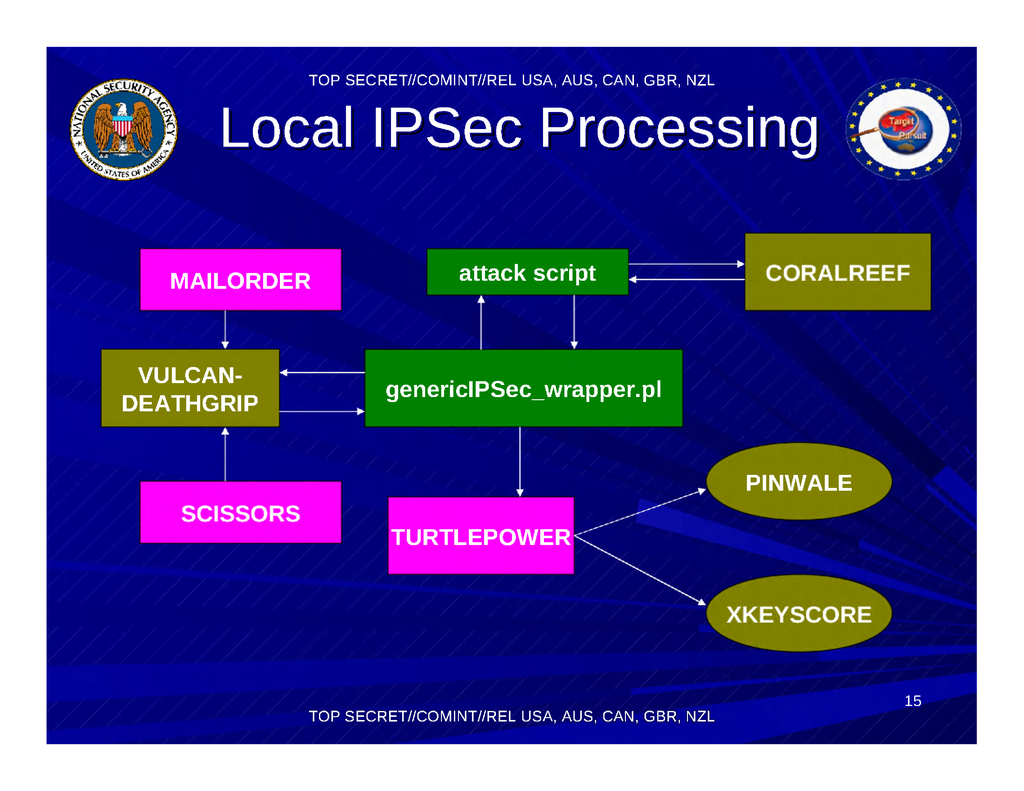 TOP SECRET//COMINT//REL USA, AUS, CAN, GBR, NZL
NATIONAL SECURITY AGENCY
UNITED STATES OF AMERICA
Local IPSec Processing
Target
Pursuit
MAILORDER
attack script
CORALREEF
VULCAN-
DEATHGRIP
genericIPSec_wrapper.pl
SCISSORS
TURTLEPOWER
PINWALE
XKEYSCORE
15
TOP SECRET//COMINT//REL USA, AUS, CAN, GBR, NZL